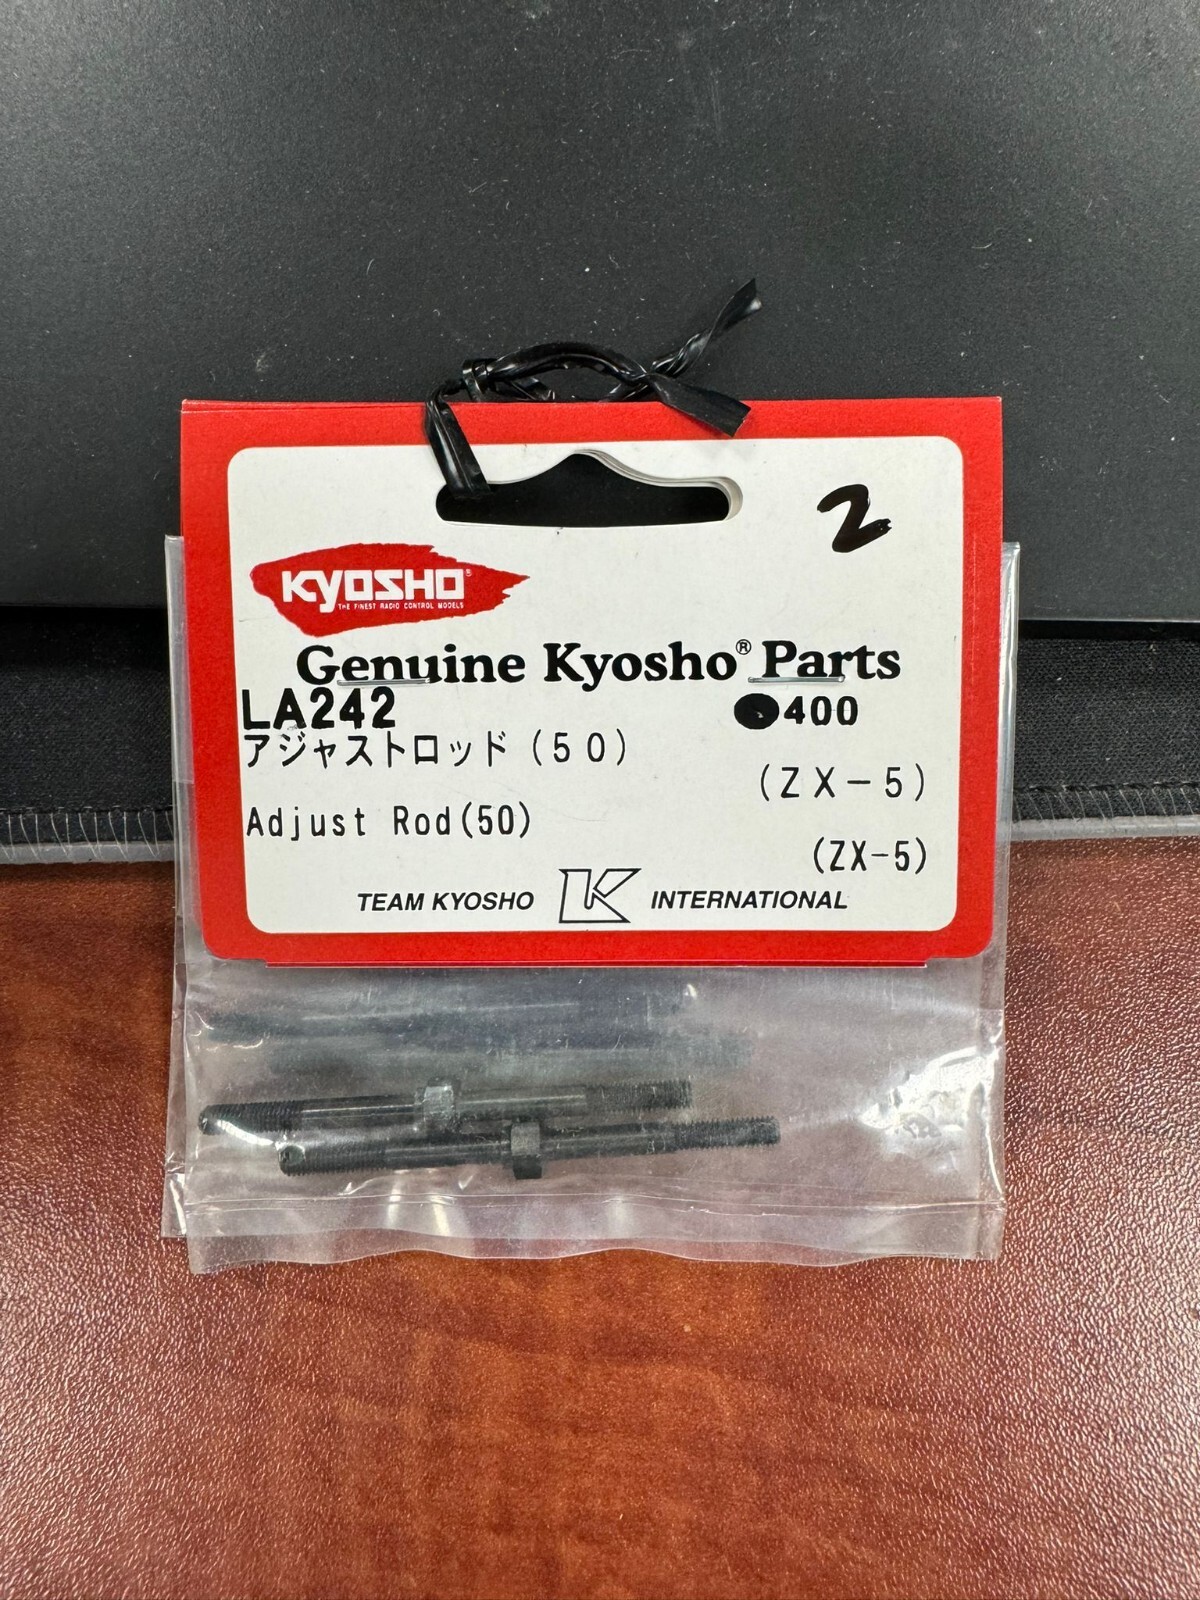 2
KYOSHO®
THE FINEST RADIO CONTROL MODELS
Genuine Kyosho® Parts
LA242 ●400
アジャストロッド(50)
(ZX-5)
Adjust Rod(50)
(ZX-5)
TEAM KYOSHO K INTERNATIONAL